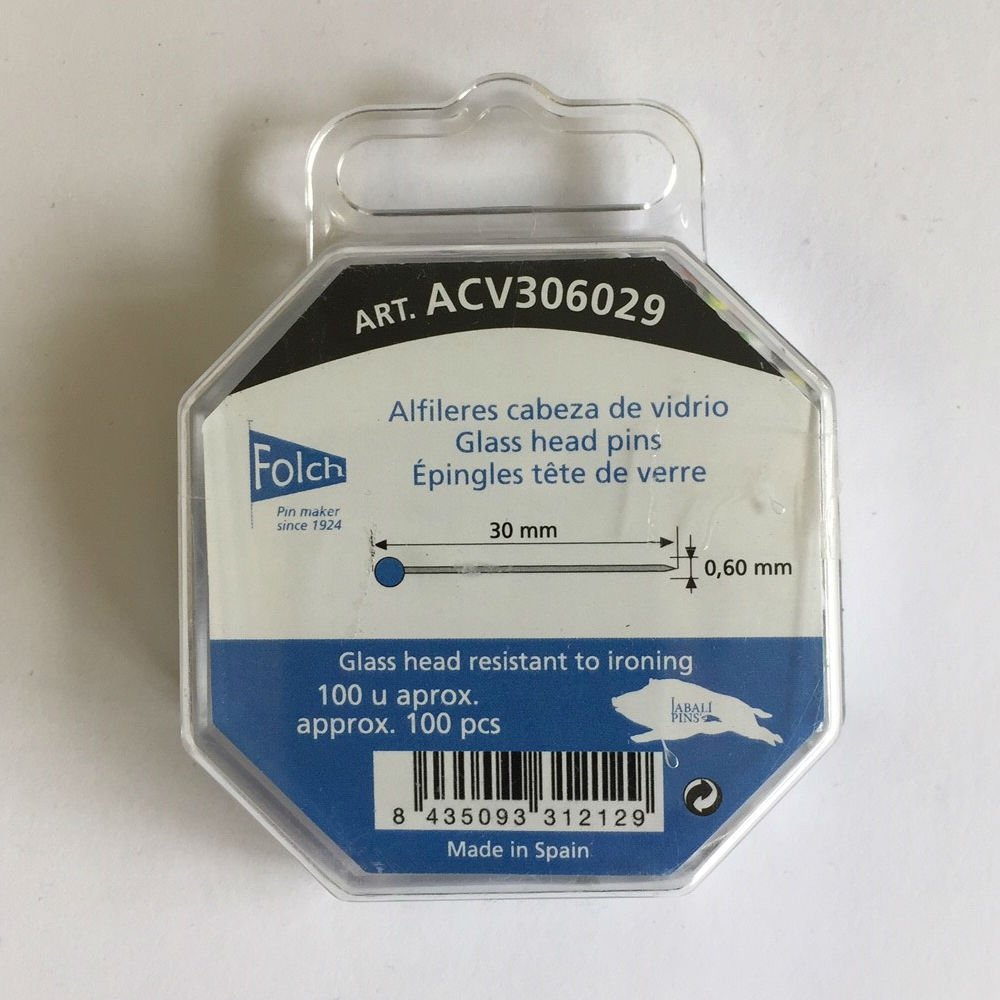 ART. ACV306029
Alfileres cabeza de vidrio
Glass head pins
Épingles tête de verre
Folch
Pin maker
since 1924
30 mm
0,60 mm
Glass head resistant to ironing
100 u aprox.
approx. 100 pcs
JABALÍ
PINS
8 435093 312129
Made in Spain